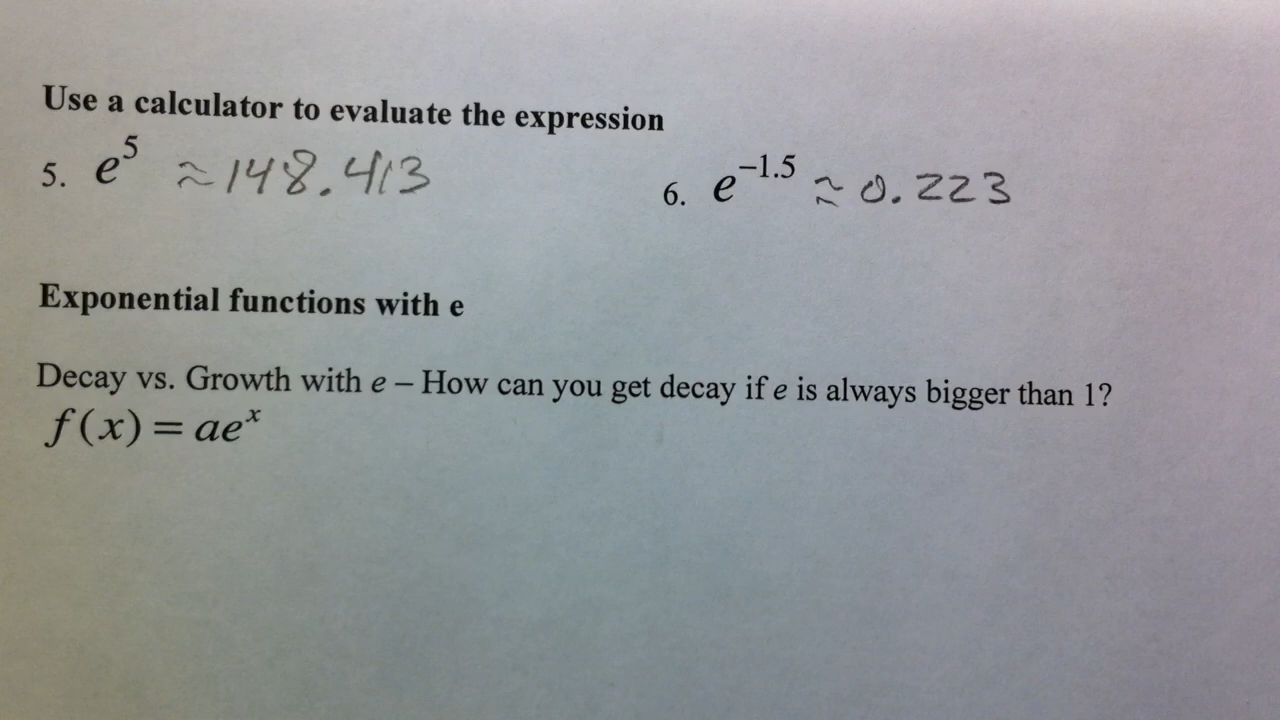 Use a calculator to evaluate the expression
5. e^5 ≈148.413 6. e^−1.5 ≈ 0.223
Exponential functions with e
Decay vs. Growth with e – How can you get decay if e is always bigger than 1?
f(x) = ae^x